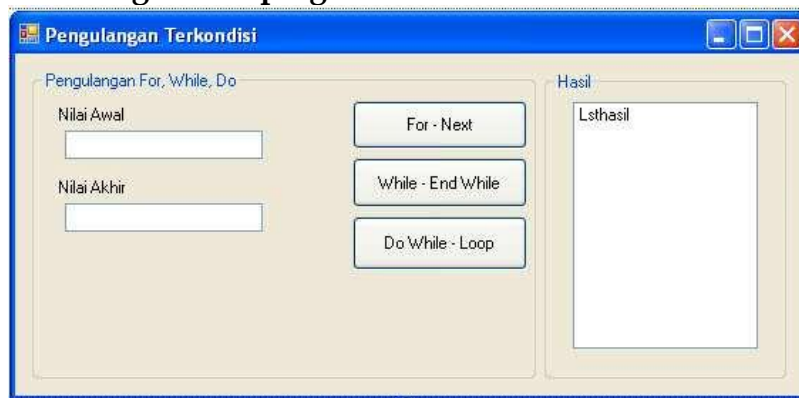 Pengulangan Terkondisi
Pengulangan For, While, Do
Nilai Awal
Nilai Akhir
For - Next
While - End While
Do While - Loop
Hasil
Lsthasil